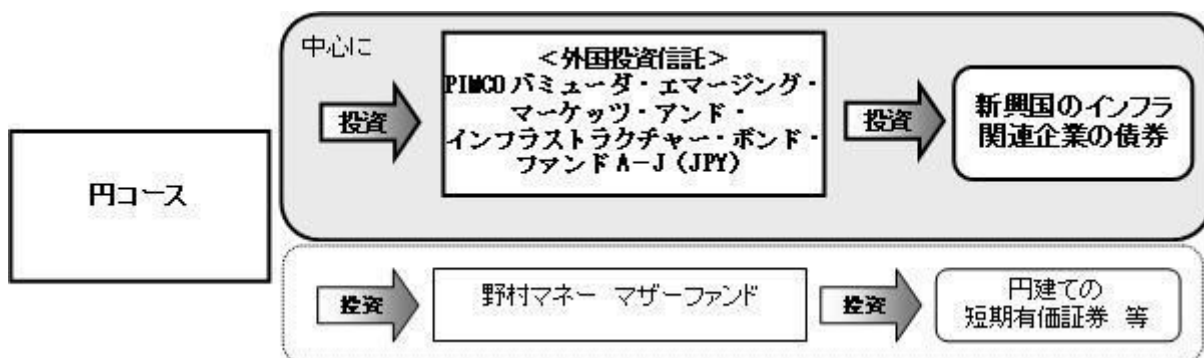 円コース
中心に
投資
＜外国投資信託＞
PIMCO バミューダ・エマージング・
マーケッツ・アンド・
インフラストラクチャー・ボンド・
ファンド A－J (JPY)
投資
新興国のインフラ
関連企業の債券
投資
野村マネー マザーファンド
投資
円建ての
短期有価証券 等